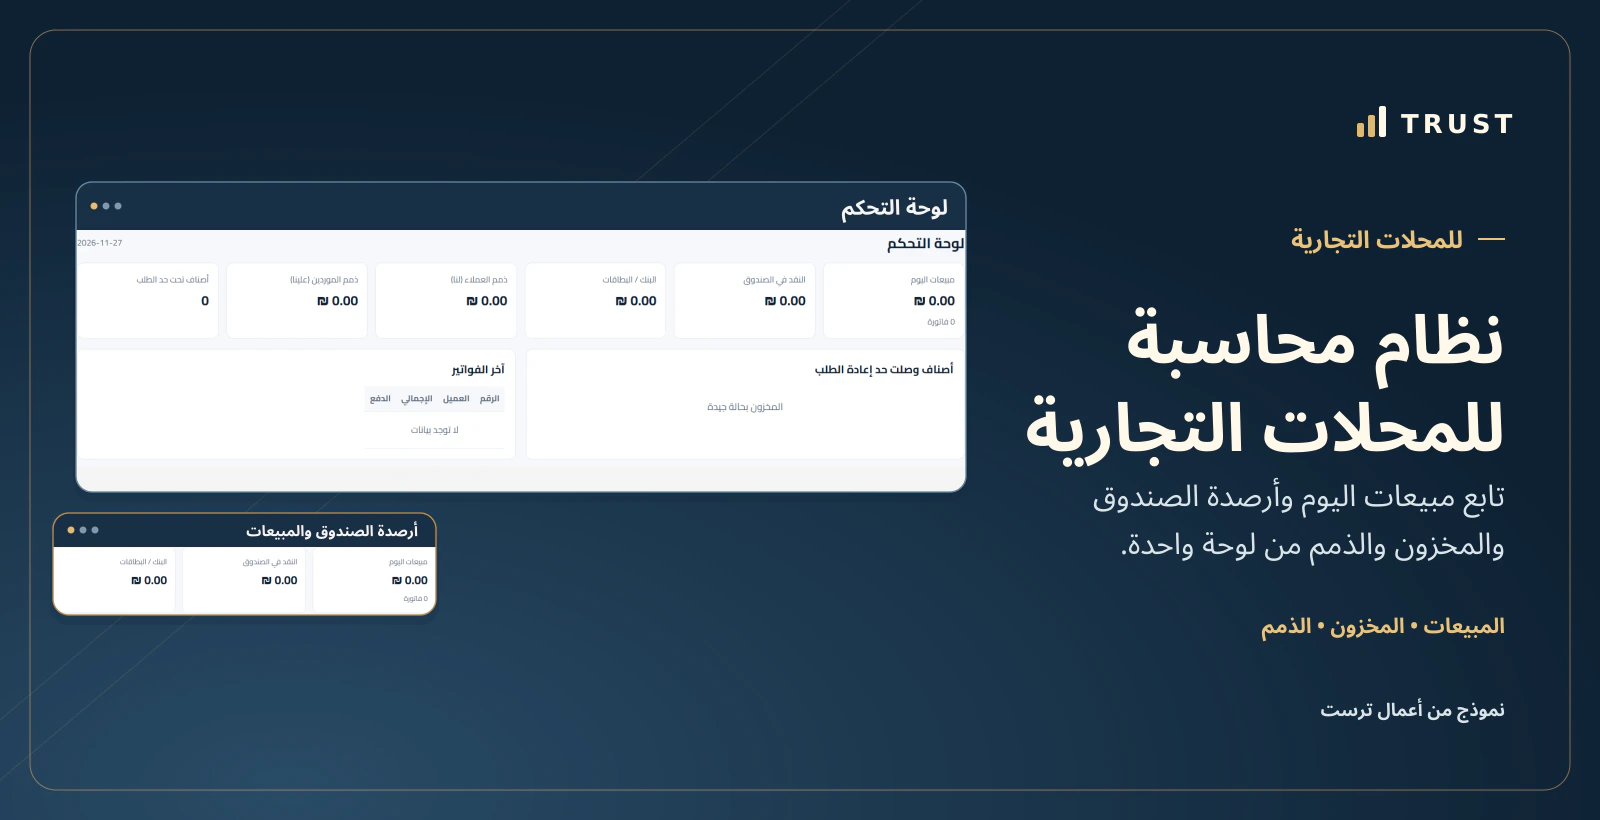 TRUST
للمحلات التجارية
نظام محاسبة
للمحلات التجارية
تابع مبيعات اليوم وأرصدة الصندوق
والمخزون والذمم من لوحة واحدة.
المبيعات • المخزون • الذمم
نموذج من أعمال ترست
لوحة التحكم
لوحة التحكم
2026-11-27
مبيعات اليوم
₪ 0.00
0 فاتورة
النقد في الصندوق
₪ 0.00
البنك / البطاقات
₪ 0.00
ذمم العملاء (لنا)
₪ 0.00
ذمم الموردين (علينا)
₪ 0.00
أصناف تحت حد الطلب
0
أصناف وصلت حد إعادة الطلب
المخزون بحالة جيدة
آخر الفواتير
الرقم العميل الإجمالي الدفع
لا توجد بيانات
أرصدة الصندوق والمبيعات
مبيعات اليوم
₪ 0.00
0 فاتورة
النقد في الصندوق
₪ 0.00
البنك / البطاقات
₪ 0.00